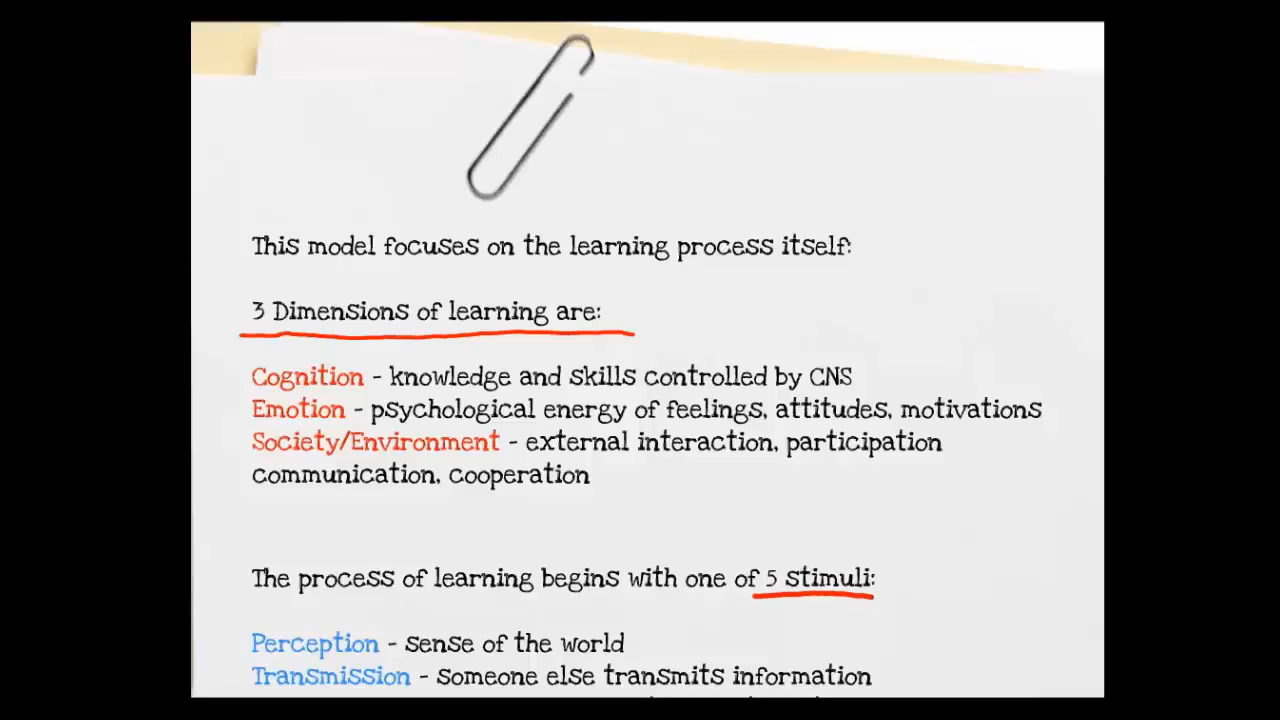 This model focuses on the learning process itself:
3 Dimensions of learning are:
Cognition - knowledge and skills controlled by CNS
Emotion - psychological energy of feelings, attitudes, motivations
Society/Environment - external interaction, participation
communication, cooperation
The process of learning begins with one of 5 stimuli:
Perception - sense of the world
Transmission - someone else transmits information